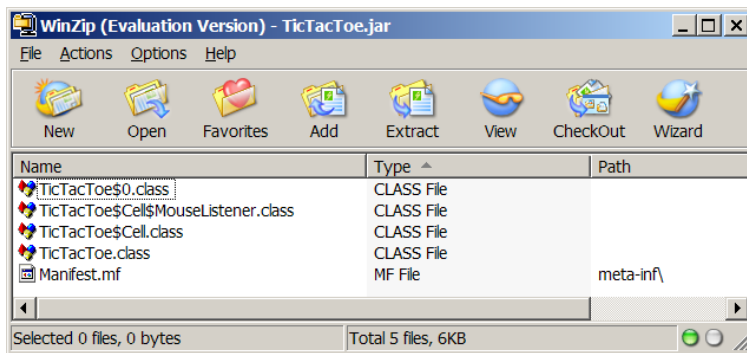 WinZip (Evaluation Version) - TicTacToe.jar
File Actions Options Help
New Open Favorites Add Extract View CheckOut Wizard
Name Type Path
TicTacToe$0.class CLASS File
TicTacToe$Cell$MouseListener.class CLASS File
TicTacToe$Cell.class CLASS File
TicTacToe.class CLASS File
Manifest.mf MF File meta-inf\
Selected 0 files, 0 bytes Total 5 files, 6KB